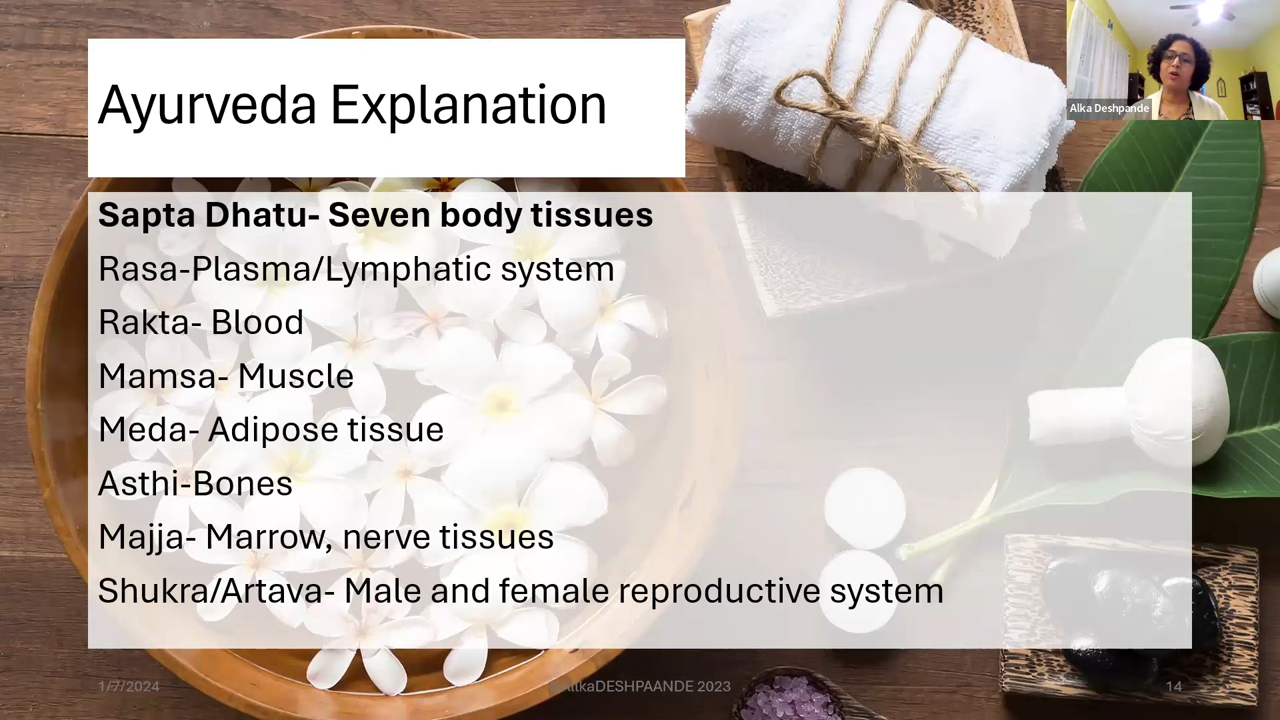 Ayurveda Explanation
Alka Deshpande
Sapta Dhatu- Seven body tissues
Rasa-Plasma/Lymphatic system
Rakta- Blood
Mamsa- Muscle
Meda- Adipose tissue
Asthi-Bones
Majja- Marrow, nerve tissues
Shukra/Artava- Male and female reproductive system
1/7/2024
2023
14